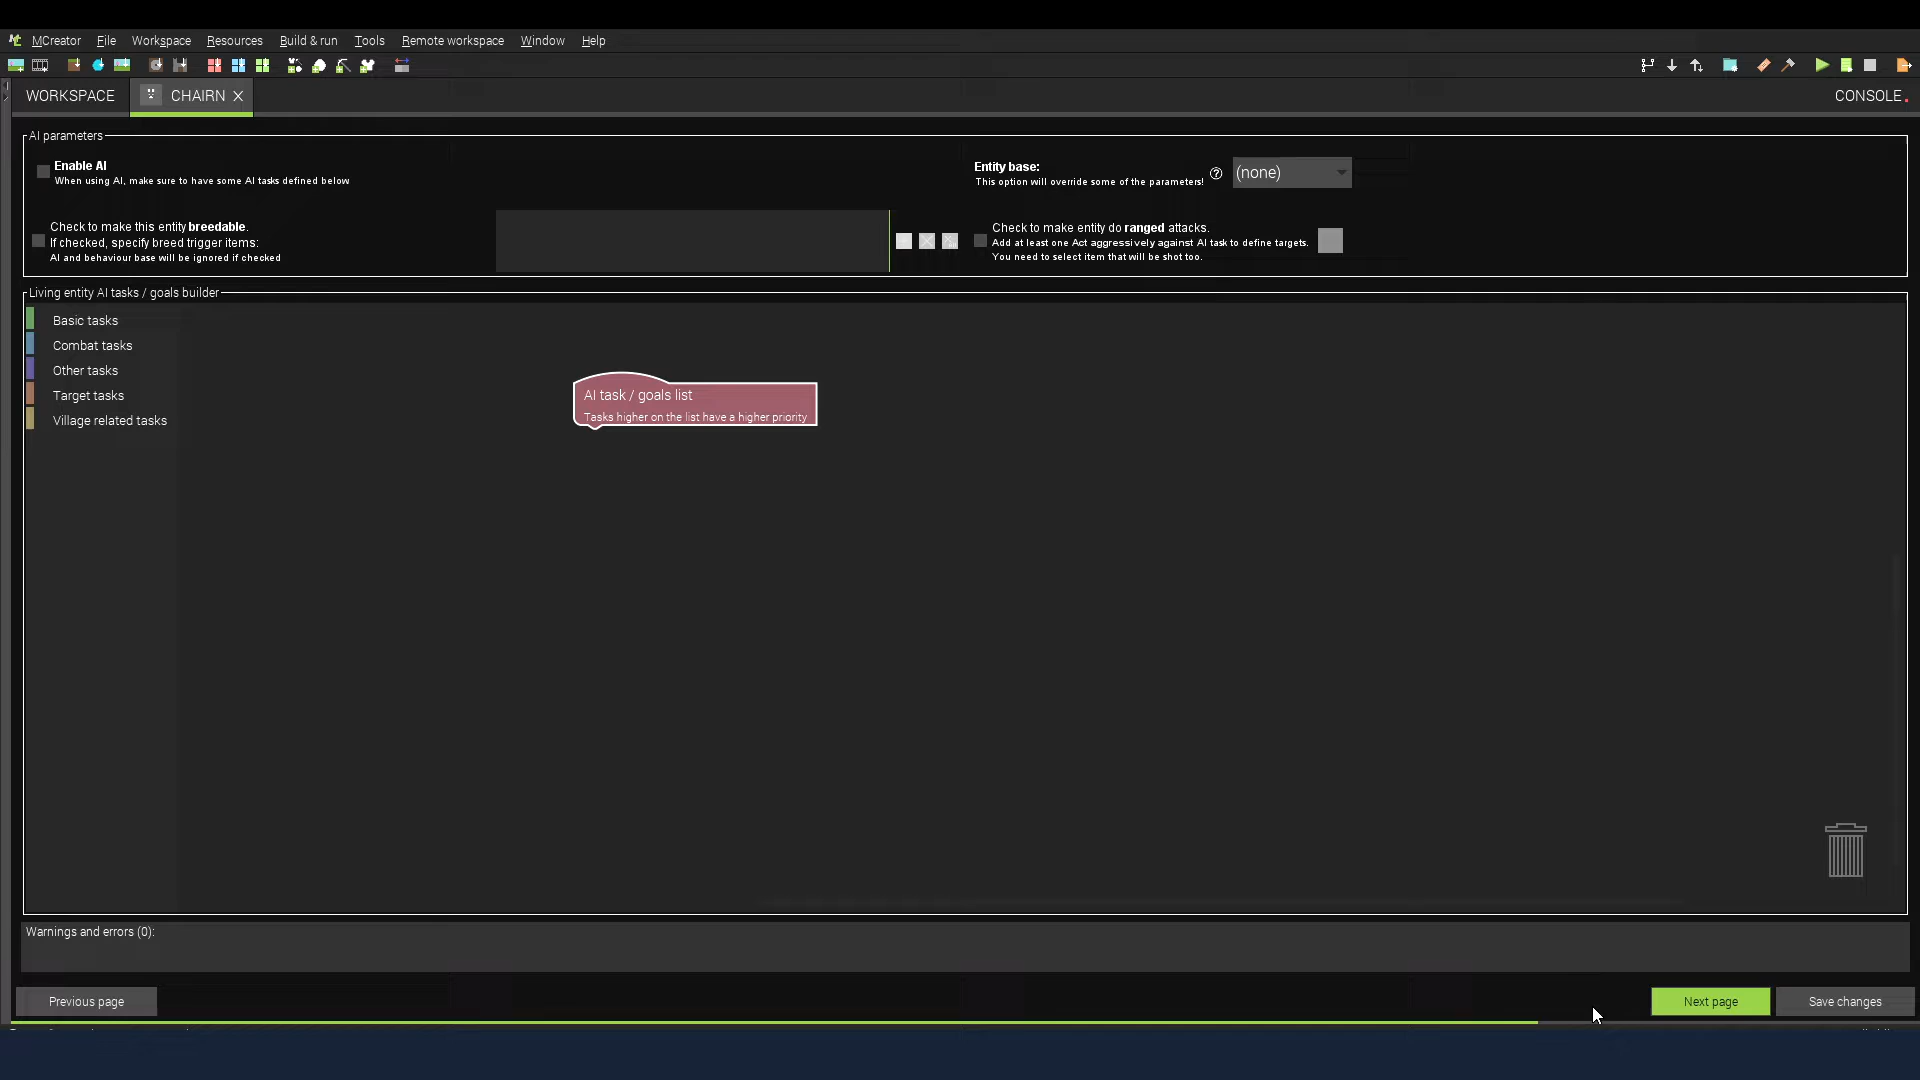 MCreator File Workspace Resources Build & run Tools Remote workspace Window Help
WORKSPACE CHAIRN CONSOLE
AI parameters
Enable AI
When using AI, make sure to have some AI tasks defined below
Entity base:
This option will override some of the parameters!
(none)
Check to make this entity breedable.
If checked, specify breed trigger items:
AI and behaviour base will be ignored if checked
Check to make entity do ranged attacks.
Add at least one Act aggressively against AI task to define targets.
You need to select item that will be shot too.
Living entity AI tasks / goals builder
Basic tasks
Combat tasks
Other tasks
Target tasks
Village related tasks
AI task / goals list
Tasks higher on the list have a higher priority
Warnings and errors (0):
Previous page Next page Save changes